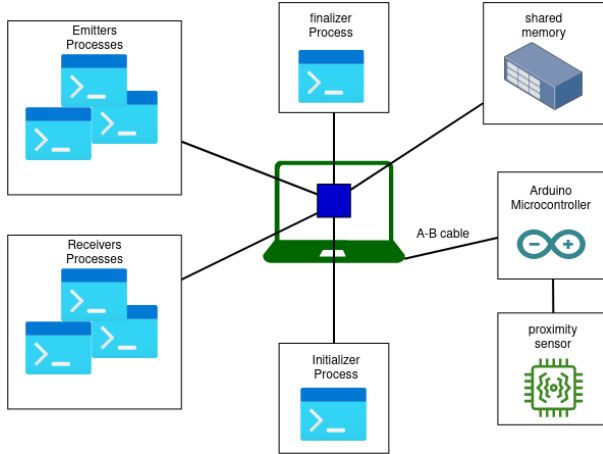 Emitters
Processes
finalizer
Process
shared
memory
Arduino
Microcontroller
A-B cable
Receivers
Processes
proximity
sensor
Initializer
Process